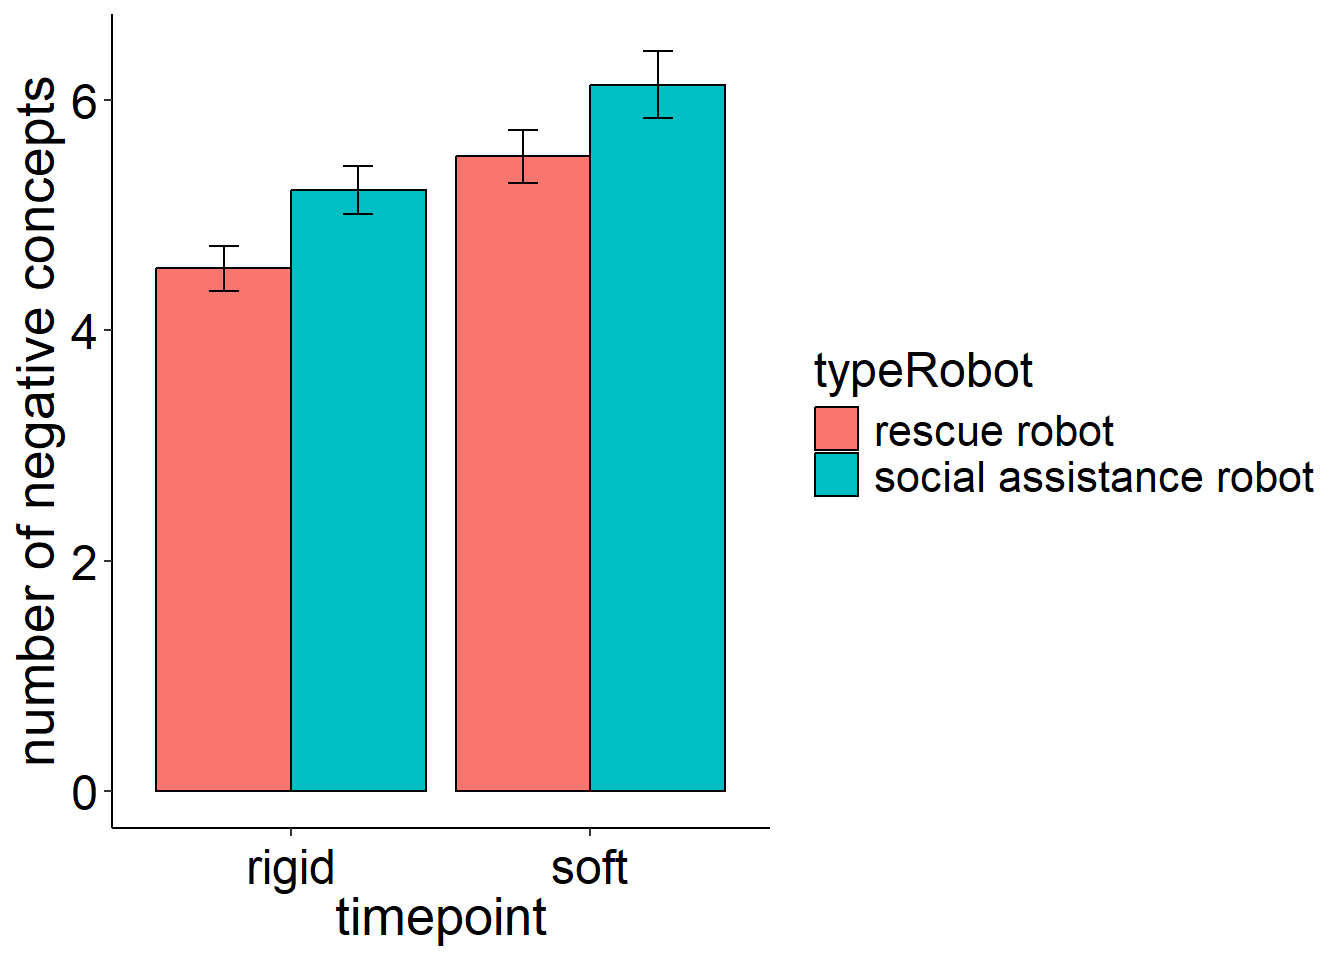 number of negative concepts
6
4
2
0
rigid
soft
timepoint
typeRobot
rescue robot
social assistance robot